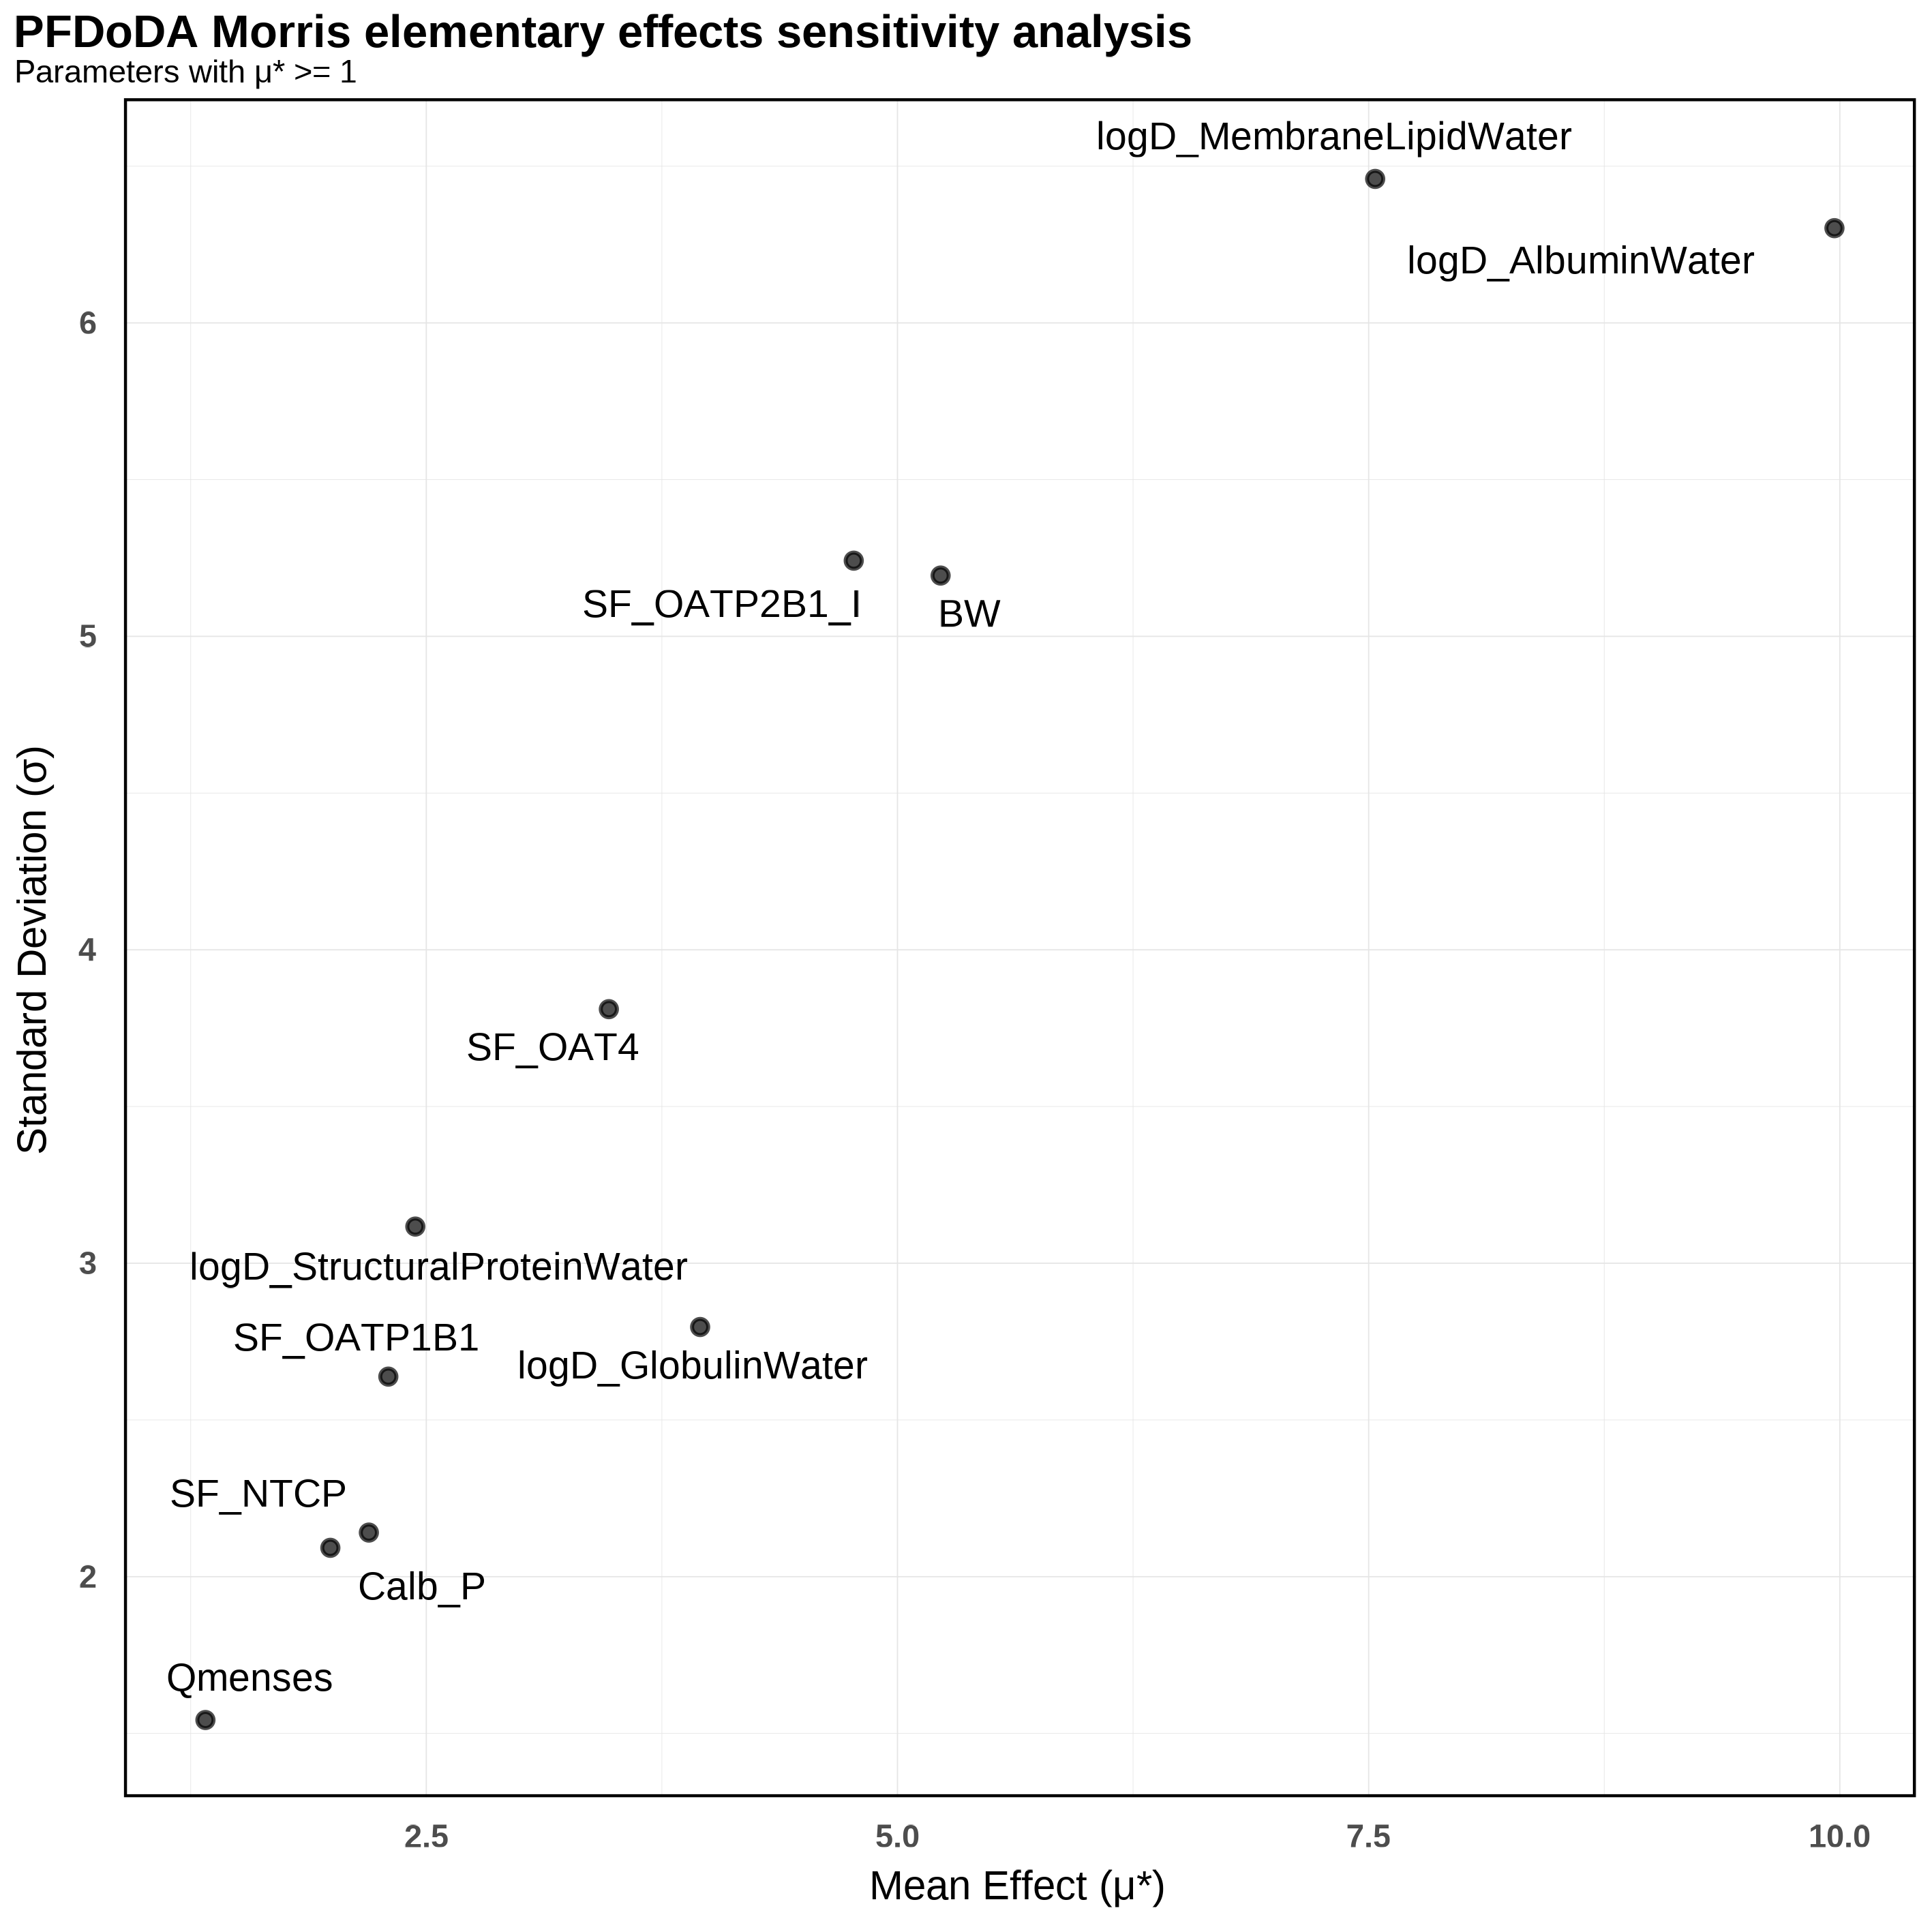 PFDoDA Morris elementary effects sensitivity analysis
Parameters with μ* >= 1
logD_MembraneLipidWater
logD_AlbuminWater
6
SF_OATP2B1_I
BW
5
Standard Deviation (σ)
4
SF_OAT4
3
logD_StructuralProteinWater
SF_OATP1B1
logD_GlobulinWater
SF_NTCP
2
Calb_P
Qmenses
2.5
5.0
7.5
10.0
Mean Effect (μ*)